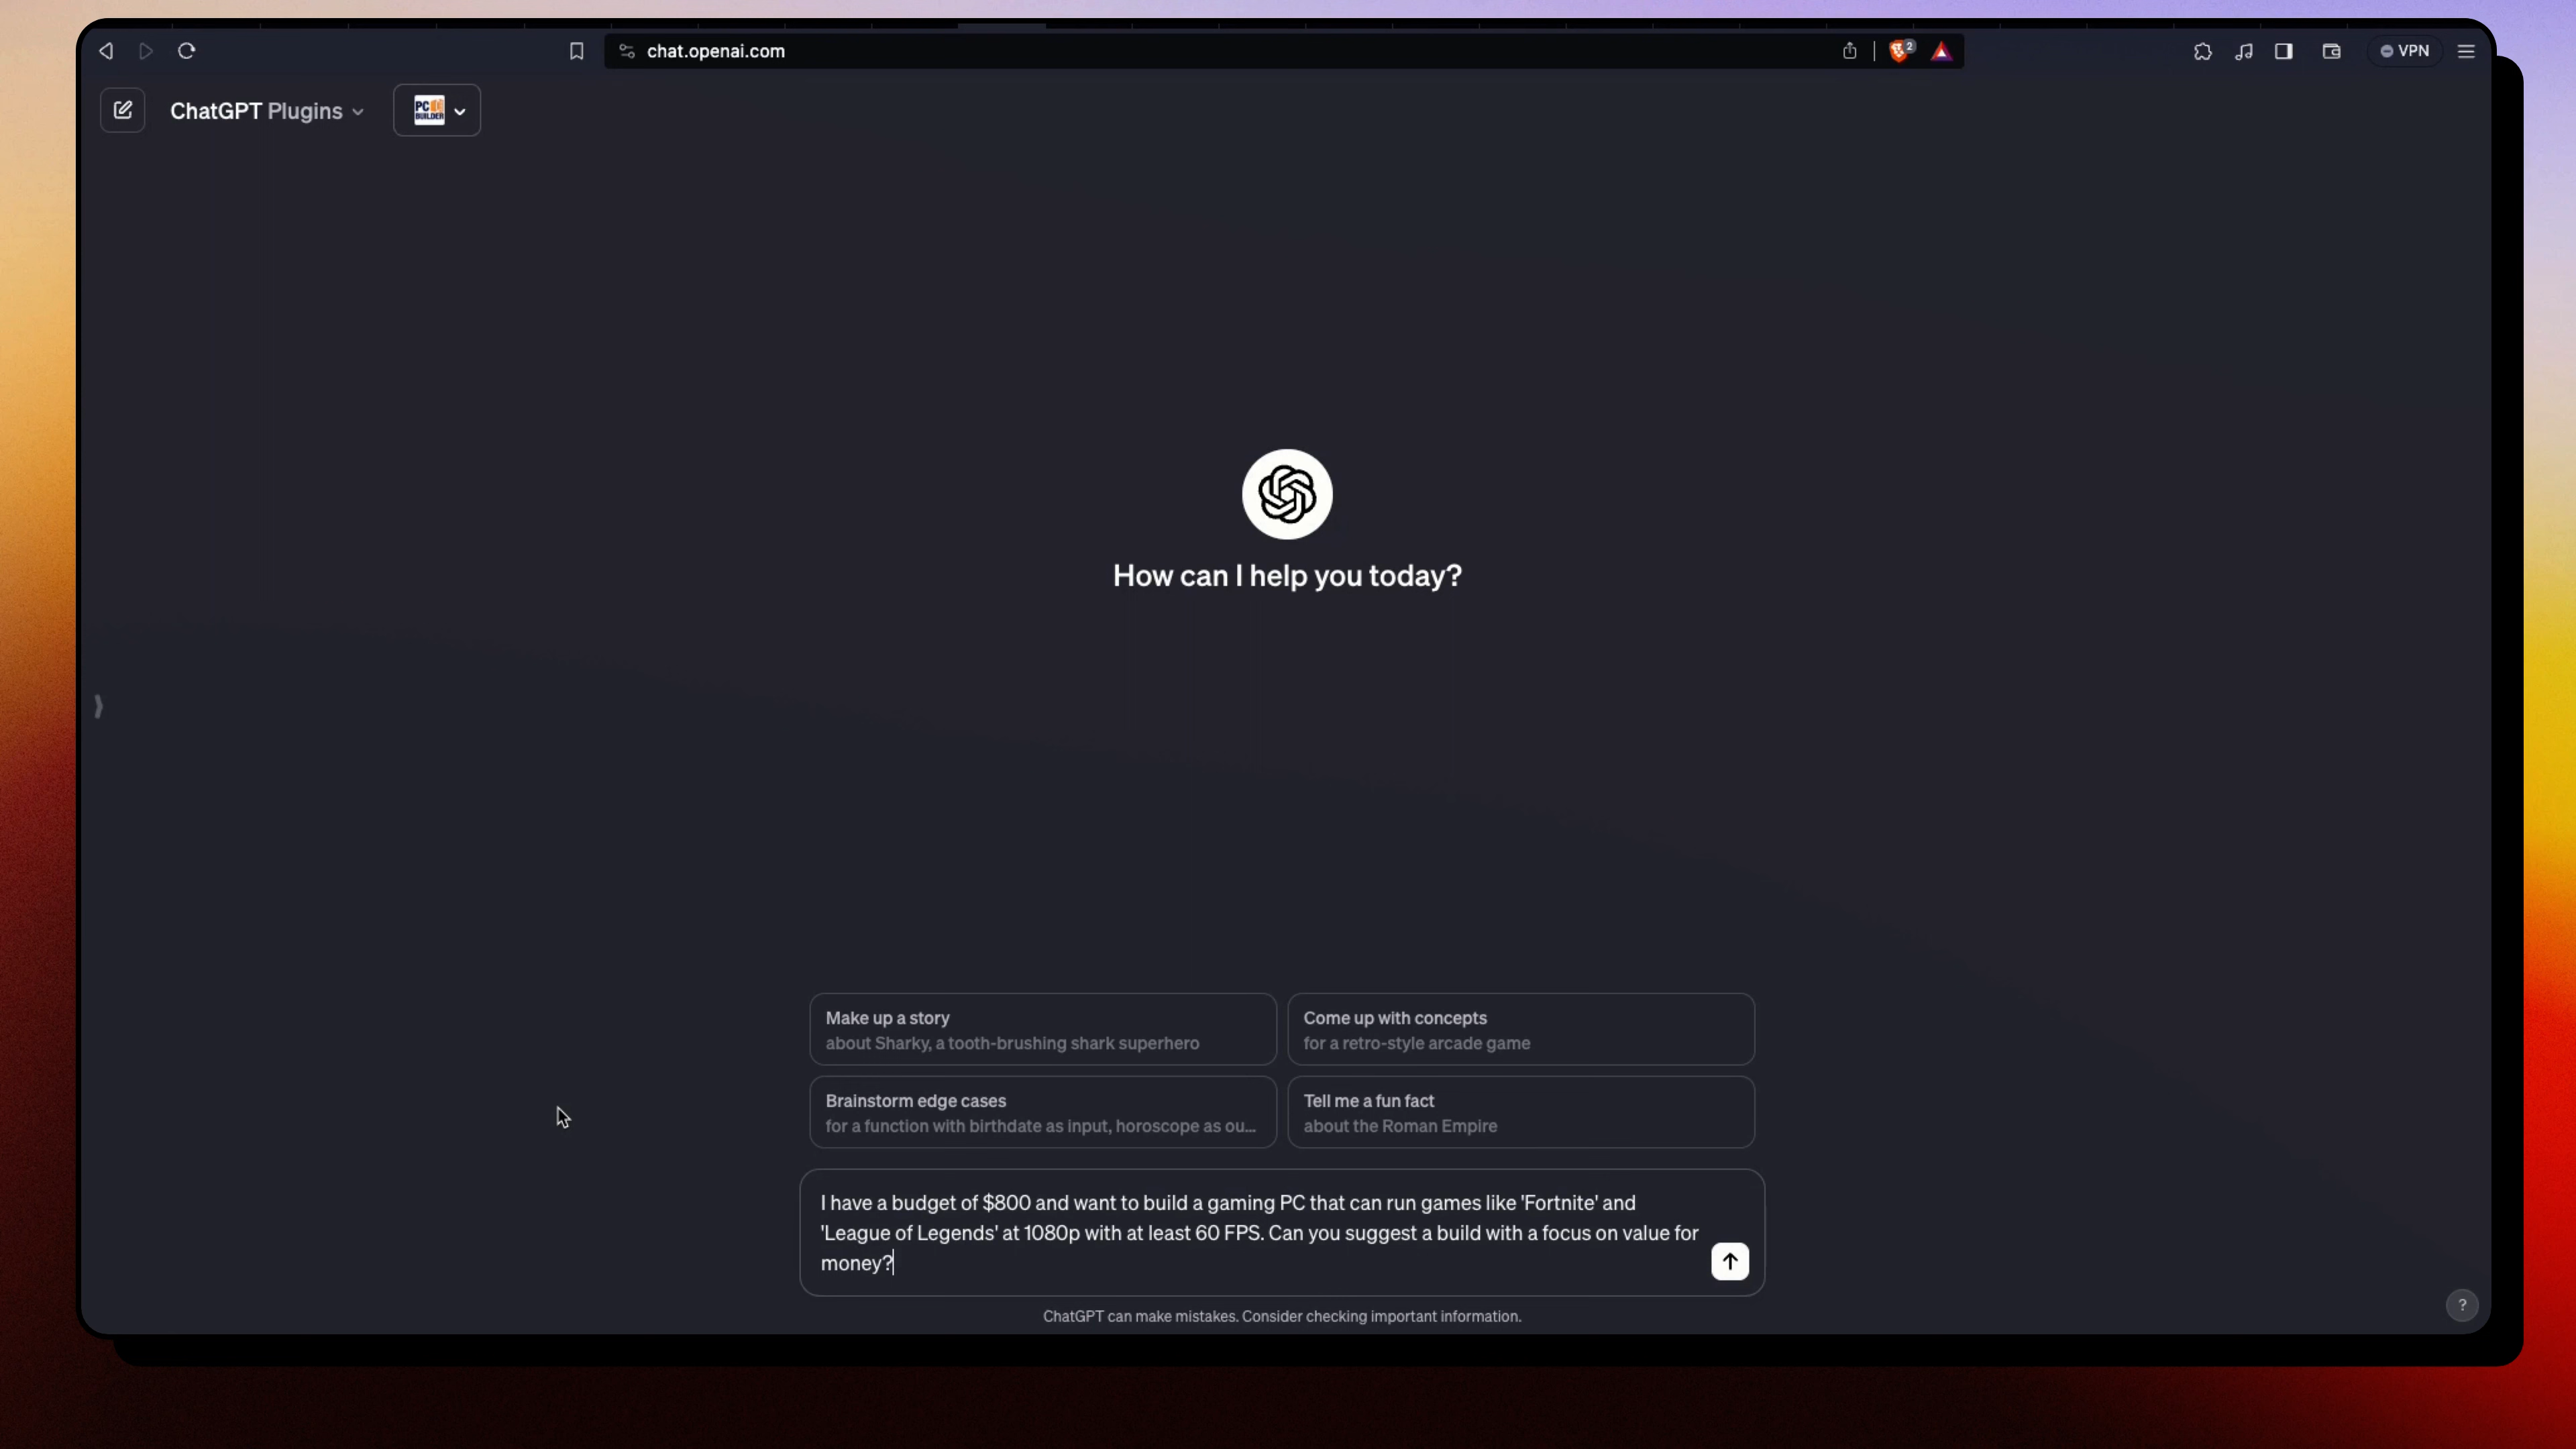 chat.openai.com
2
VPN
ChatGPT Plugins
PC
BUILDER
How can I help you today?
Make up a story
about Sharky, a tooth-brushing shark superhero
Come up with concepts
for a retro-style arcade game
Brainstorm edge cases
for a function with birthdate as input, horoscope as ou...
Tell me a fun fact
about the Roman Empire
I have a budget of $800 and want to build a gaming PC that can run games like 'Fortnite' and
'League of Legends' at 1080p with at least 60 FPS. Can you suggest a build with a focus on value for
money?
ChatGPT can make mistakes. Consider checking important information.
?